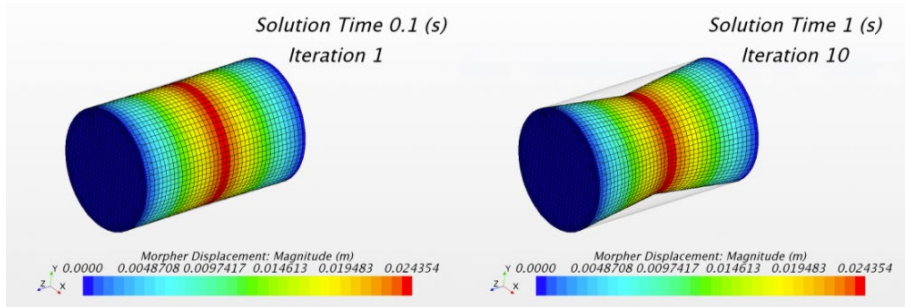 Solution Time 0.1 (s)
Iteration 1
Morpher Displacement: Magnitude (m)
0.0000 0.0048708 0.0097417 0.014613 0.019483 0.024354
Y
Z X
Solution Time 1 (s)
Iteration 10
Morpher Displacement: Magnitude (m)
0.0000 0.0048708 0.0097417 0.014613 0.019483 0.024354
Y
Z X